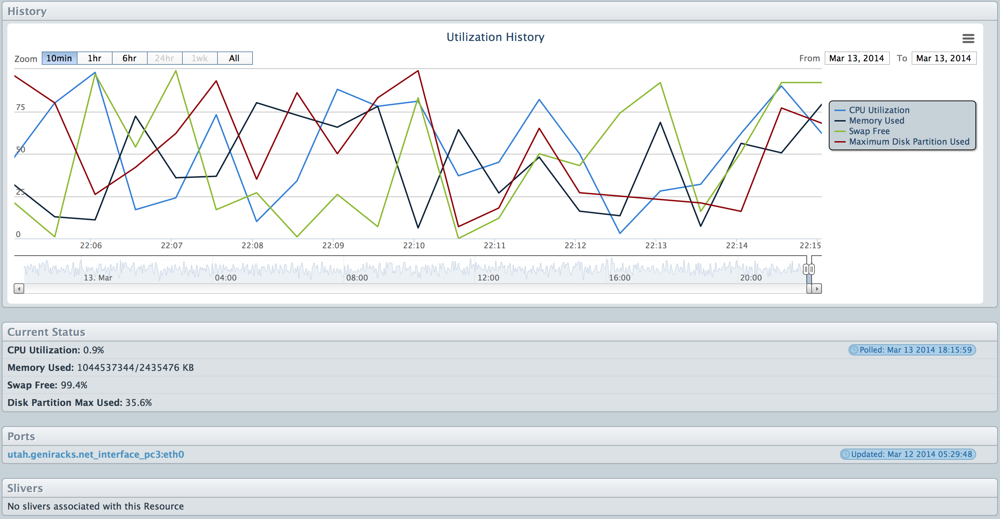 History
Utilization History
Zoom 10min 1hr 6hr 24hr 1wk All From Mar 13, 2014 To Mar 13, 2014
75
50
25
0
CPU Utilization
Memory Used
Swap Free
Maximum Disk Partition Used
22:06 22:07 22:08 22:09 22:10 22:11 22:12 22:13 22:14 22:15
13. Mar 04:00 08:00 12:00 16:00 20:00
Current Status
CPU Utilization: 0.9% Polled: Mar 13 2014 18:15:59
Memory Used: 1044537344/2435476 KB
Swap Free: 99.4%
Disk Partition Max Used: 35.6%
Ports
utah.geniracks.net_interface_pc3:eth0 Updated: Mar 12 2014 05:29:48
Slivers
No slivers associated with this Resource